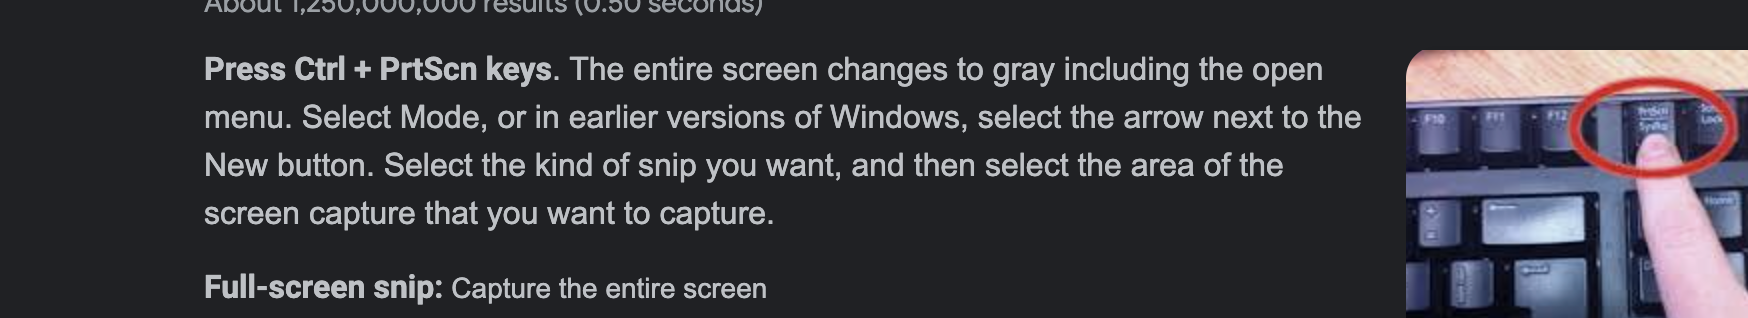 About 1,250,000,000 results (0.50 seconds)
Press Ctrl + PrtScn keys. The entire screen changes to gray including the open
menu. Select Mode, or in earlier versions of Windows, select the arrow next to the
New button. Select the kind of snip you want, and then select the area of the
screen capture that you want to capture.
Full-screen snip: Capture the entire screen
F10 F11 F12 PrtScn
SysRq
Lock
Home